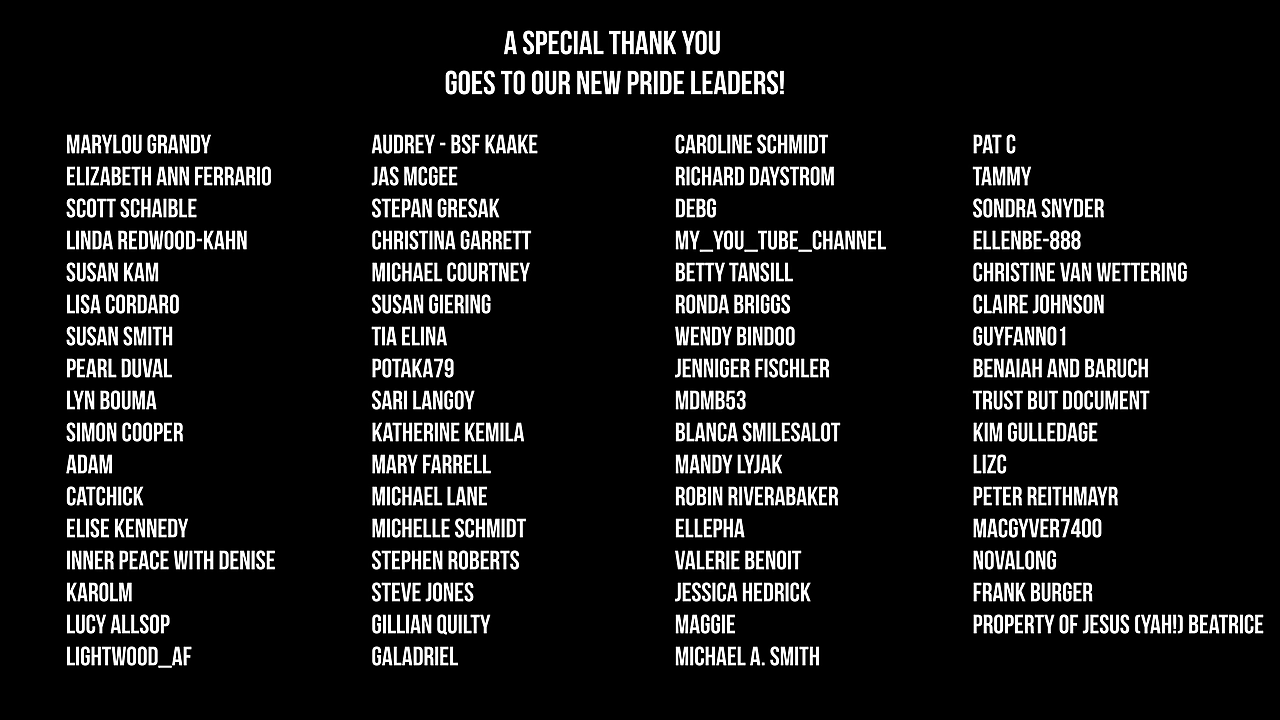 A SPECIAL THANK YOU
GOES TO OUR NEW PRIDE LEADERS!
MARYLOU GRANDY
ELIZABETH ANN FERRARIO
SCOTT SCHAIBLE
LINDA REDWOOD-KAHN
SUSAN KAM
LISA CORDARO
SUSAN SMITH
PEARL DUVAL
LYN BOUMA
SIMON COOPER
ADAM
CATCHICK
ELISE KENNEDY
INNER PEACE WITH DENISE
KAROLM
LUCY ALLSOP
LIGHTWOOD_AF
AUDREY - BSF KAAKE
JAS MCGEE
STEPAN GRESAK
CHRISTINA GARRETT
MICHAEL COURTNEY
SUSAN GIERING
TIA ELINA
POTAKA79
SARI LANGOY
KATHERINE KEMILA
MARY FARRELL
MICHAEL LANE
MICHELLE SCHMIDT
STEPHEN ROBERTS
STEVE JONES
GILLIAN QUILTY
GALADRIEL
CAROLINE SCHMIDT
RICHARD DAYSTROM
DEBG
MY_YOU_TUBE_CHANNEL
BETTY TANSILL
RONDA BRIGGS
WENDY BINDOO
JENNIGER FISCHLER
MDMB53
BLANCA SMILESALOT
MANDY LYJAK
ROBIN RIVERABAKER
ELLEPHA
VALERIE BENOIT
JESSICA HEDRICK
MAGGIE
MICHAEL A. SMITH
PAT C
TAMMY
SONDRA SNYDER
ELLENBE-888
CHRISTINE VAN WETTERING
CLAIRE JOHNSON
GUYFANNO1
BENAIAH AND BARUCH
TRUST BUT DOCUMENT
KIM GULLEDAGE
LIZC
PETER REITHMAYR
MACGYVER7400
NOVALONG
FRANK BURGER
PROPERTY OF JESUS (YAH!) BEATRICE